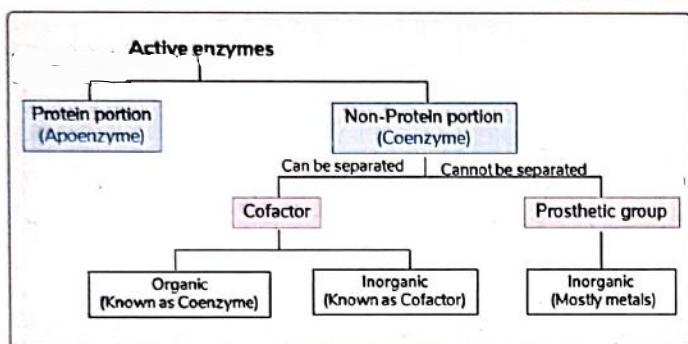 Active enzymes
Protein portion
(Apoenzyme)
Non-Protein portion
(Coenzyme)
Can be separated
Cannot be separated
Cofactor
Prosthetic group
Organic
(Known as Coenzyme)
Inorganic
(Known as Cofactor)
Inorganic
(Mostly metals)